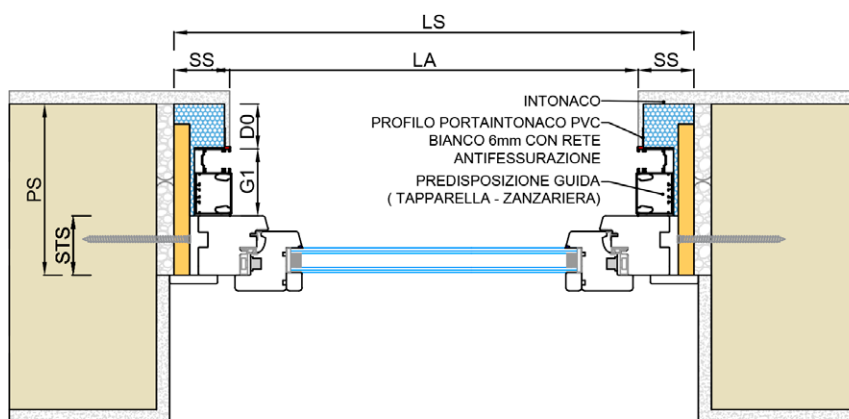 LS
SS
LA
SS
INTONACO
PROFILO PORTAINTONACO PVC
BIANCO 6mm CON RETE
ANTIFESSURAZIONE
PREDISPOSIZIONE GUIDA
( TAPPARELLA - ZANZARIERA)
D0
G1
PS
STS